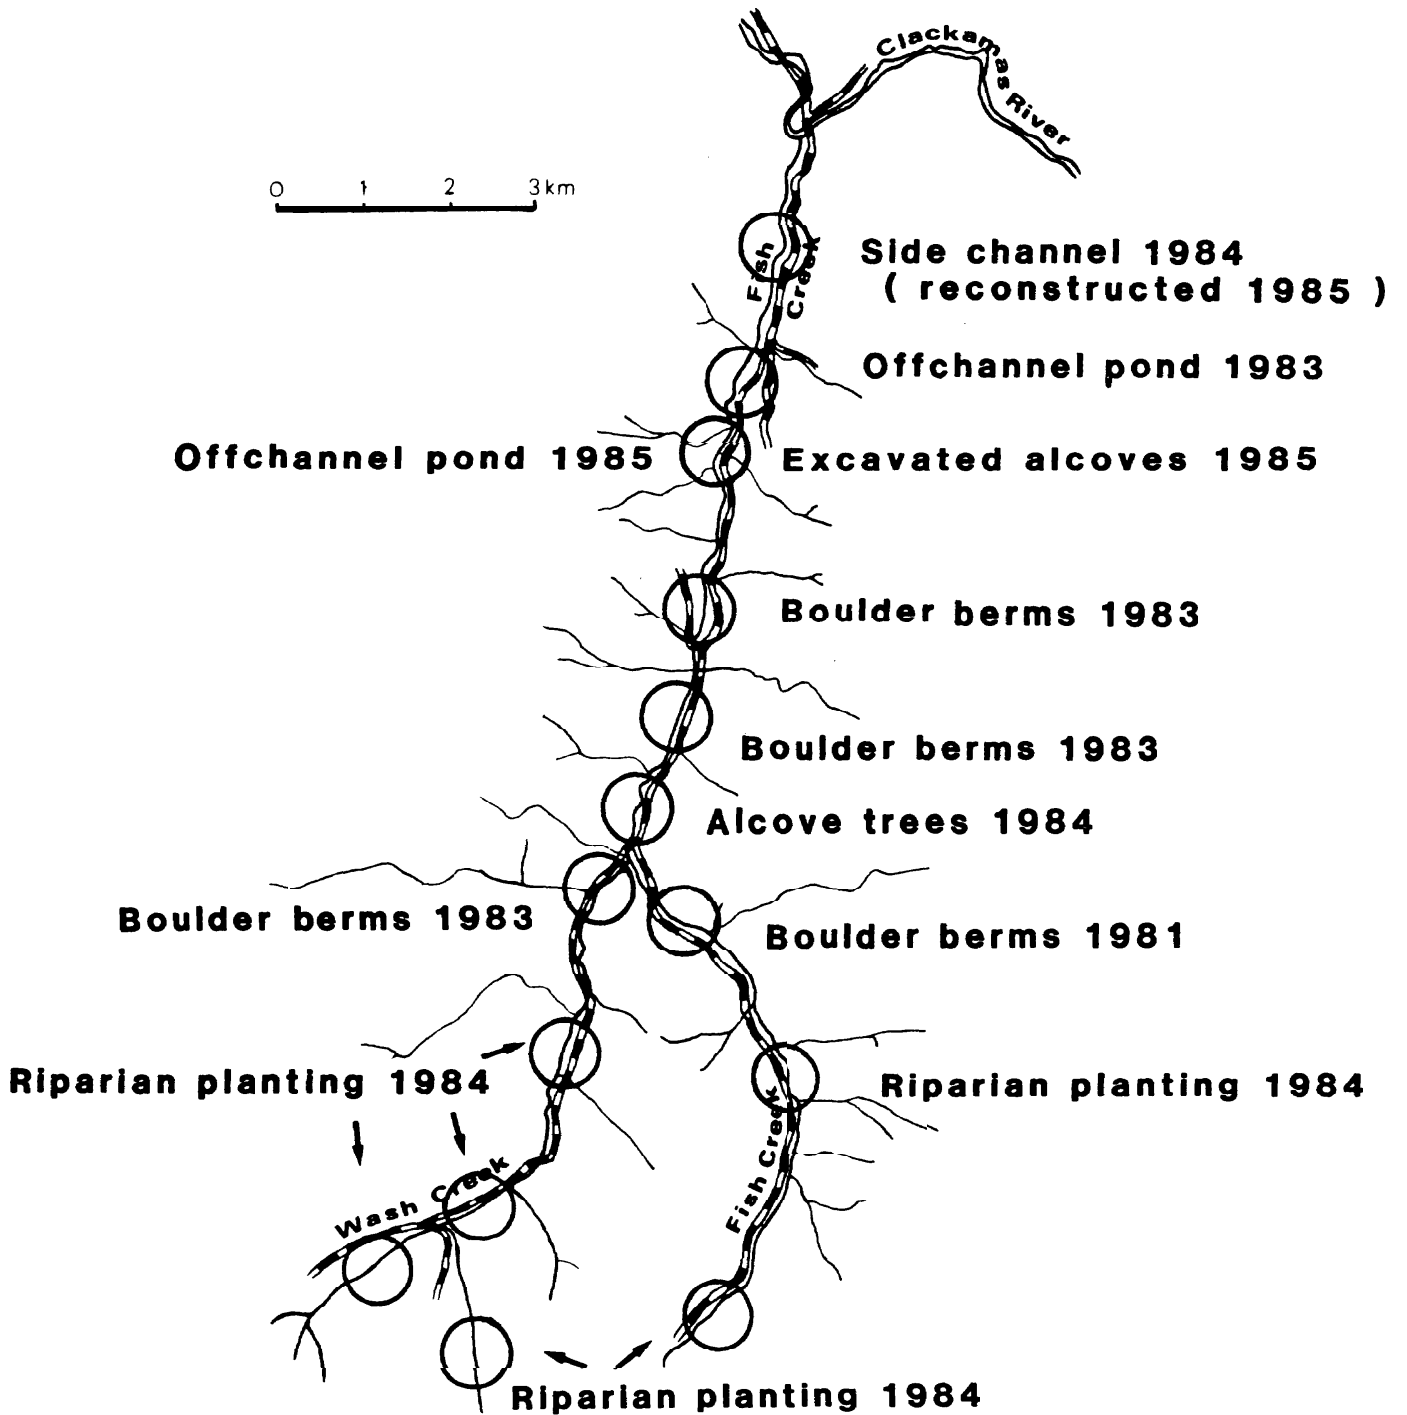 Clackamas River
0 1 2 3 km
Fish Creek
Side channel 1984
( reconstructed 1985 )
Offchannel pond 1983
Offchannel pond 1985
Excavated alcoves 1985
Boulder berms 1983
Boulder berms 1983
Alcove trees 1984
Boulder berms 1983
Boulder berms 1981
Riparian planting 1984
Riparian planting 1984
Wash Creek
Fish Creek
Riparian planting 1984